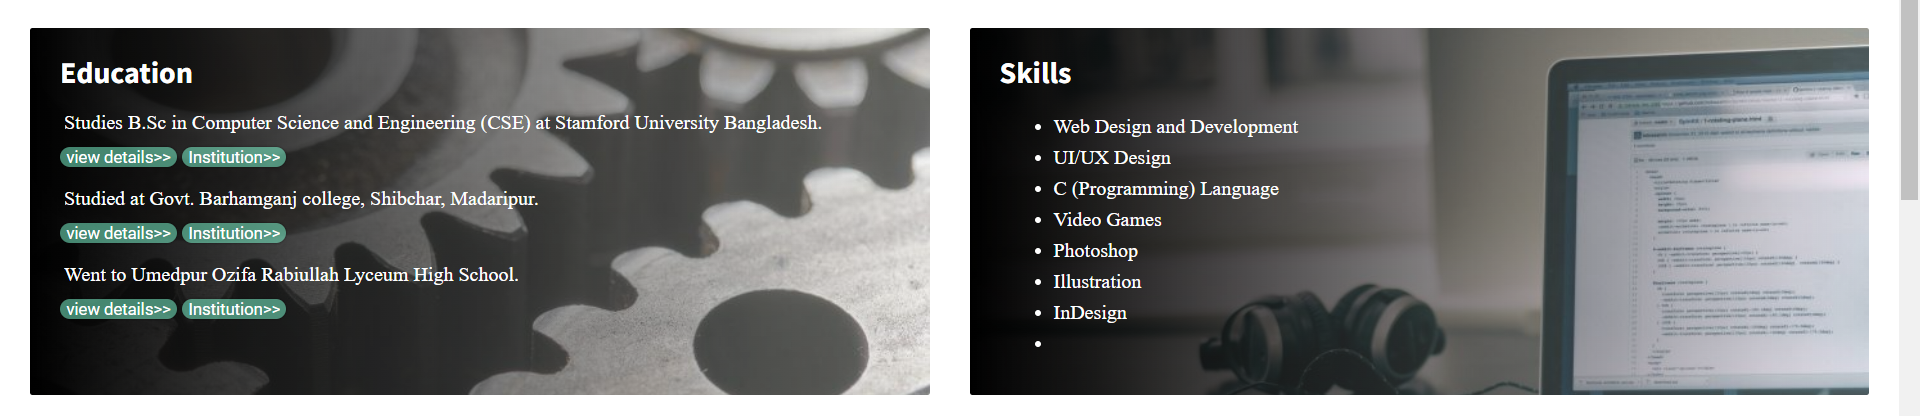 Education
Studies B.Sc in Computer Science and Engineering (CSE) at Stamford University Bangladesh.
view details>> Institution>>
Studied at Govt. Barhamganj college, Shibchar, Madaripur.
view details>> Institution>>
Went to Umedpur Ozifa Rabiullah Lyceum High School.
view details>> Institution>>
Skills
• Web Design and Development
• UI/UX Design
• C (Programming) Language
• Video Games
• Photoshop
• Illustration
• InDesign
•